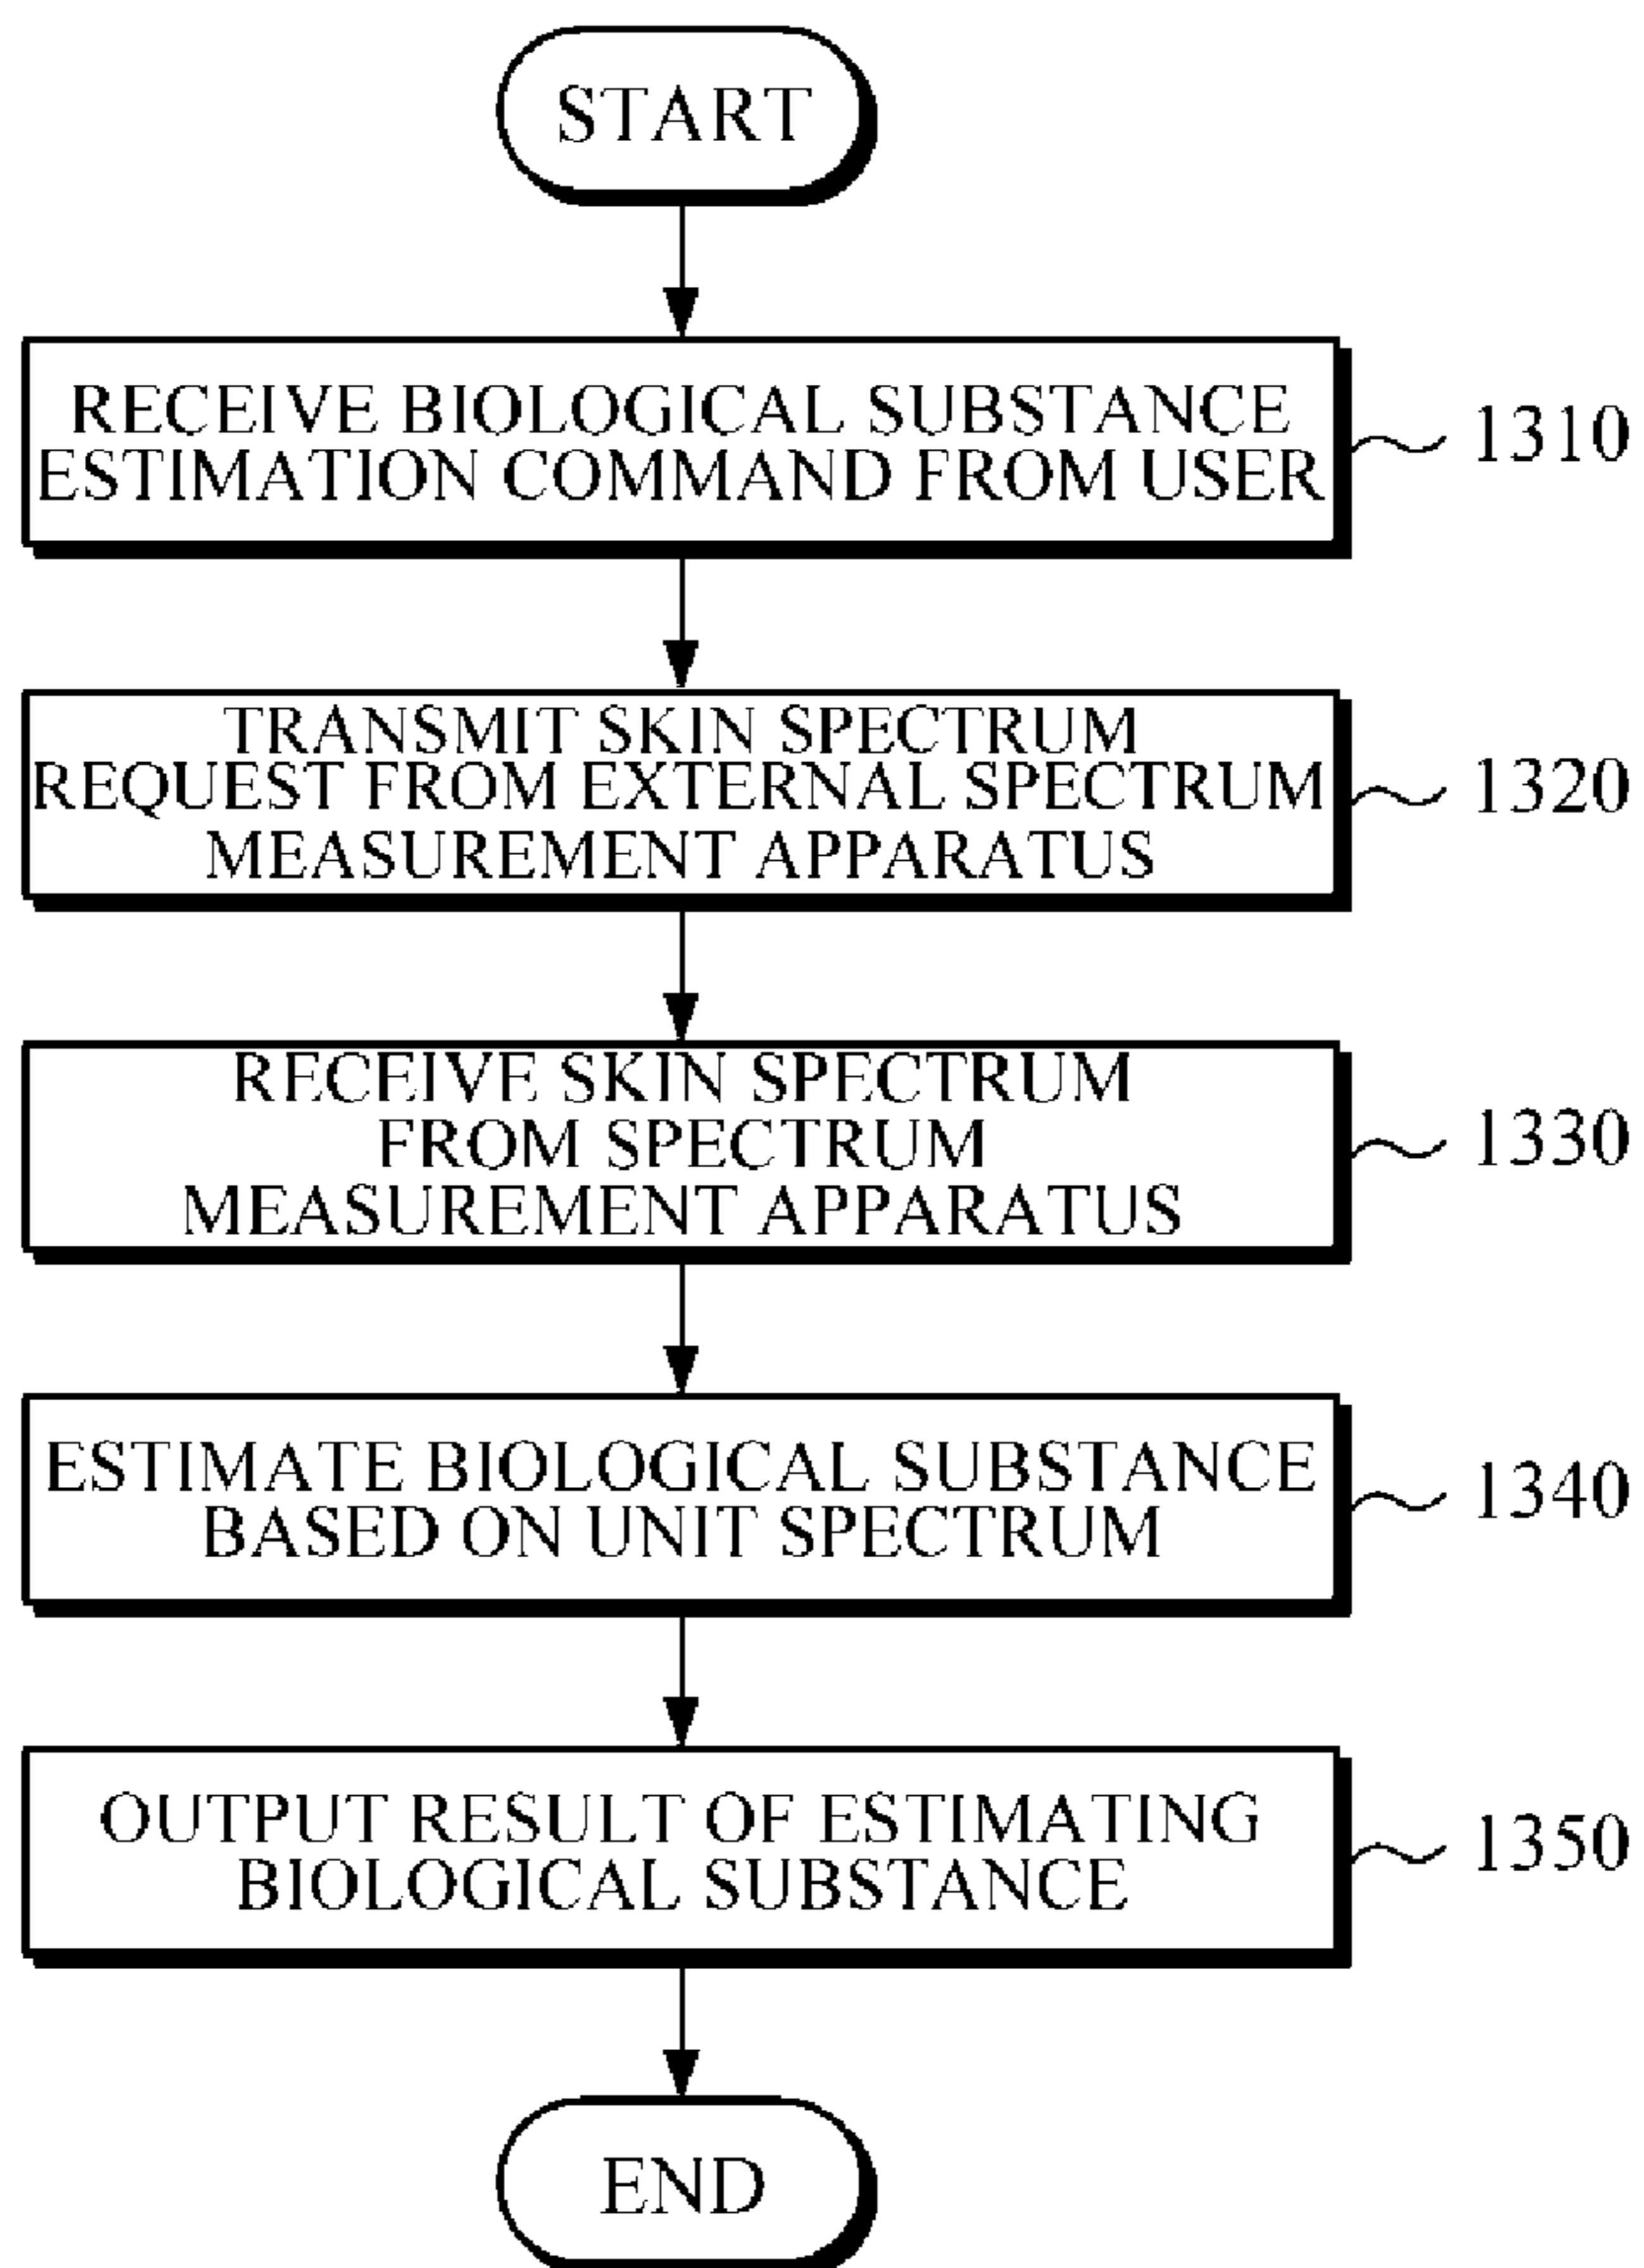 START
RECEIVE BIOLOGICAL SUBSTANCE
ESTIMATION COMMAND FROM USER
1310
TRANSMIT SKIN SPECTRUM
REQUEST FROM EXTERNAL SPECTRUM
MEASUREMENT APPARATUS
1320
RECEIVE SKIN SPECTRUM
FROM SPECTRUM
MEASUREMENT APPARATUS
1330
ESTIMATE BIOLOGICAL SUBSTANCE
BASED ON UNIT SPECTRUM
1340
OUTPUT RESULT OF ESTIMATING
BIOLOGICAL SUBSTANCE
1350
END